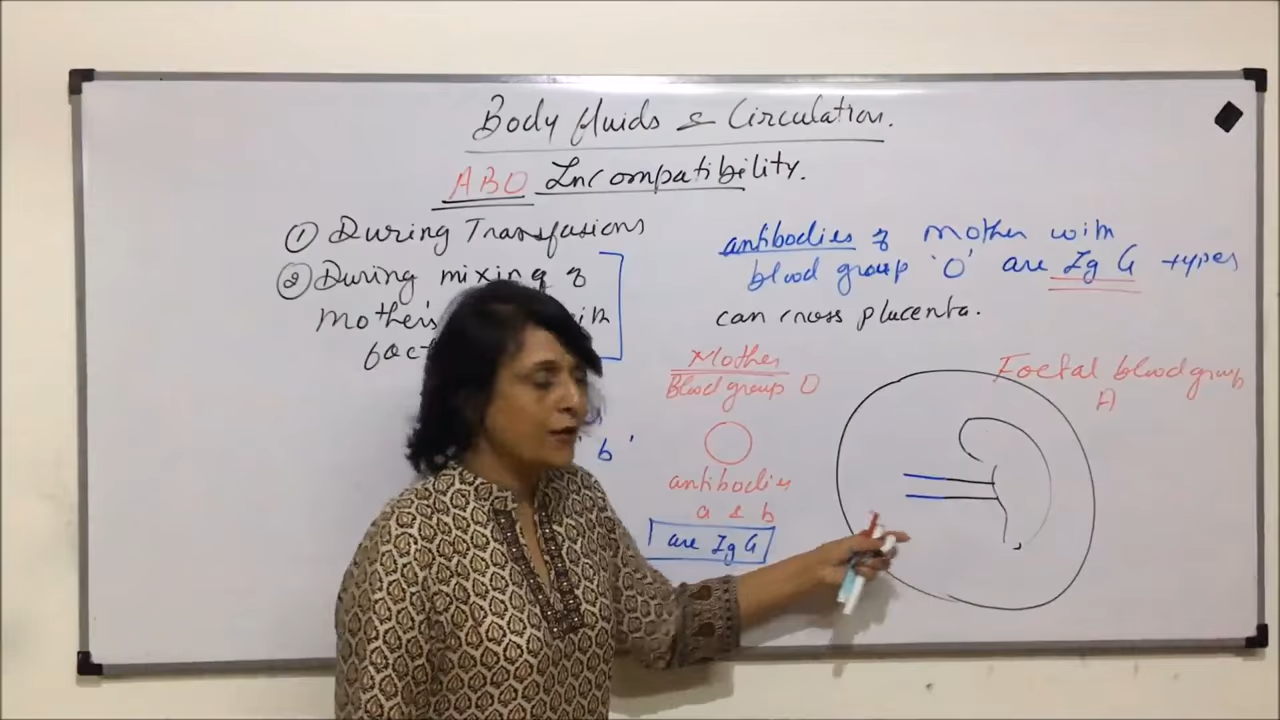 Body fluids & Circulation.
ABO Incompatibility.
① During Transfusions
② During mixing of
Mother's
antibodies of mother with
blood group 'O' are Ig G types
can cross placenta.
Mother
Blood group O
antibodies
a & b
are Ig G
'b'
Foetal blood group
A